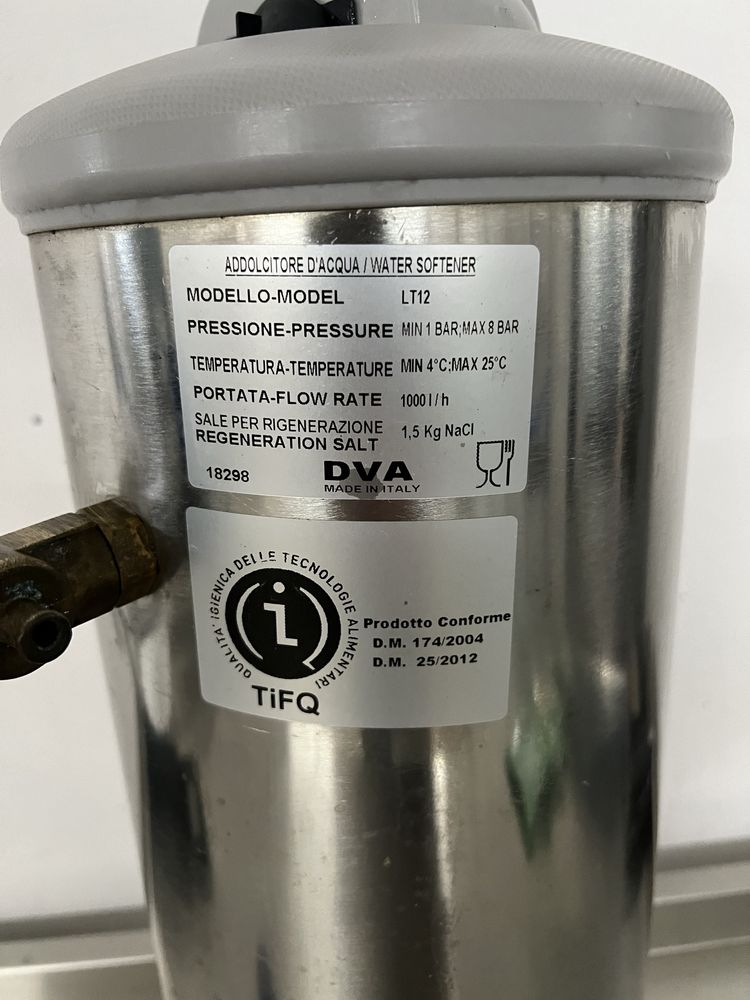 ADDOLCITORE D'ACQUA / WATER SOFTENER
MODELLO-MODEL LT12
PRESSIONE-PRESSURE MIN 1 BAR;MAX 8 BAR
TEMPERATURA-TEMPERATURE MIN 4°C;MAX 25°C
PORTATA-FLOW RATE 1000 l / h
SALE PER RIGENERAZIONE
REGENERATION SALT 1,5 Kg NaCl
18298 DVA
MADE IN ITALY
QUALITA' IGIENICA DELLE TECNOLOGIE ALIMENTARI
Prodotto Conforme
D.M. 174/2004
D.M. 25/2012
TiFQ